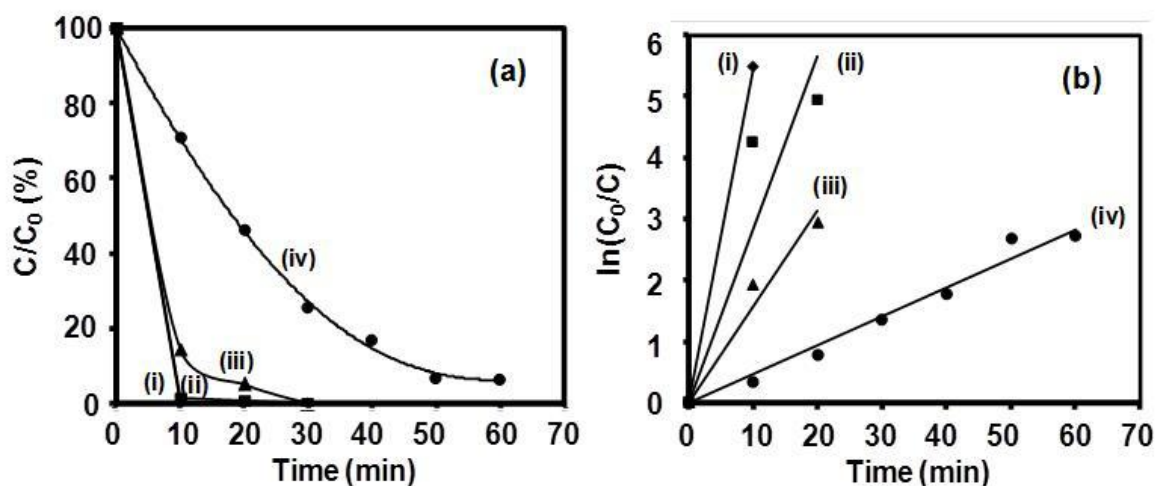 (a)
C/C₀ (%)
100
80
60
40
20
0
(i)
(ii)
(iii)
(iv)
0 10 20 30 40 50 60 70
Time (min)
(b)
ln(C₀/C)
6
5
4
3
2
1
0
(i)
(ii)
(iii)
(iv)
0 10 20 30 40 50 60 70
Time (min)